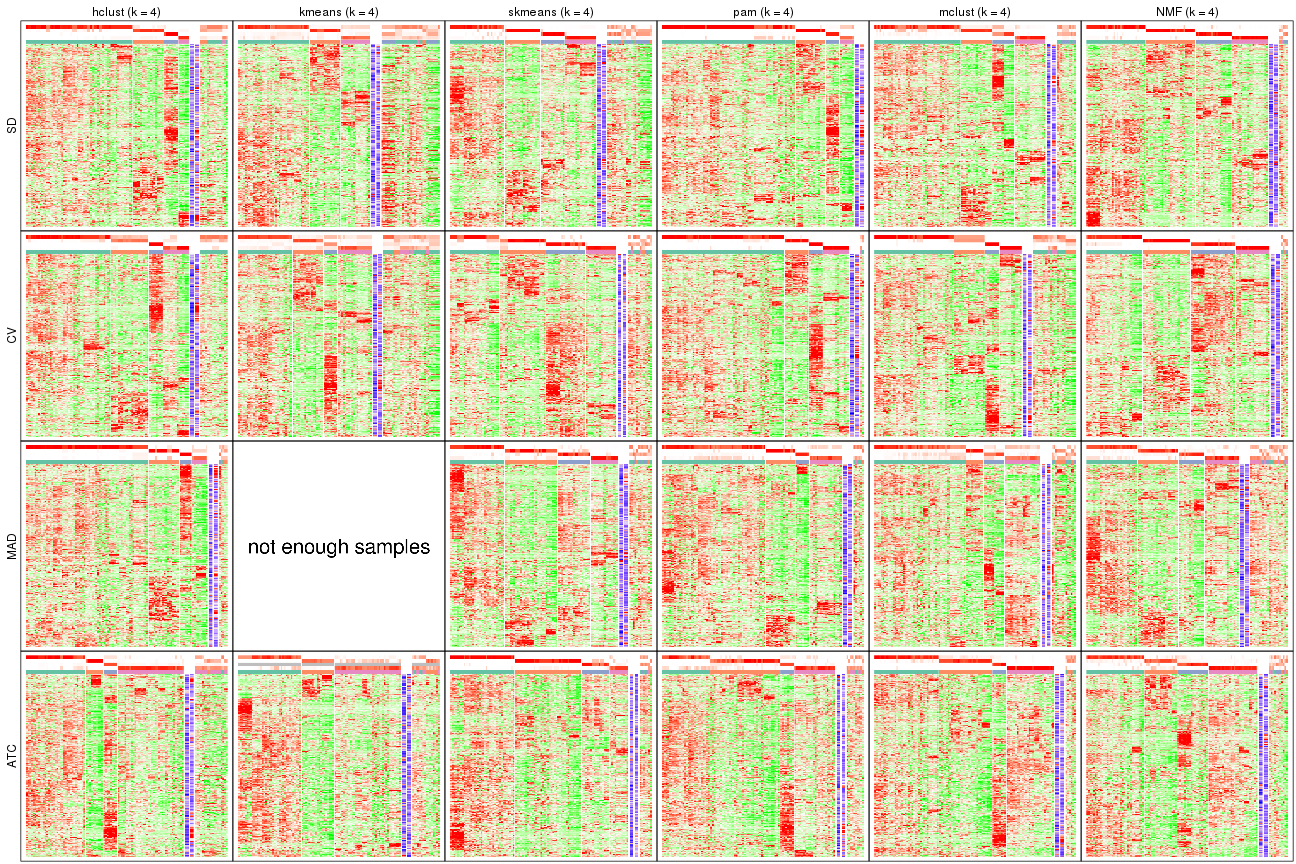 hclust (k = 4)
kmeans (k = 4)
skmeans (k = 4)
pam (k = 4)
mclust (k = 4)
NMF (k = 4)
SD
CV
MAD
not enough samples
ATC